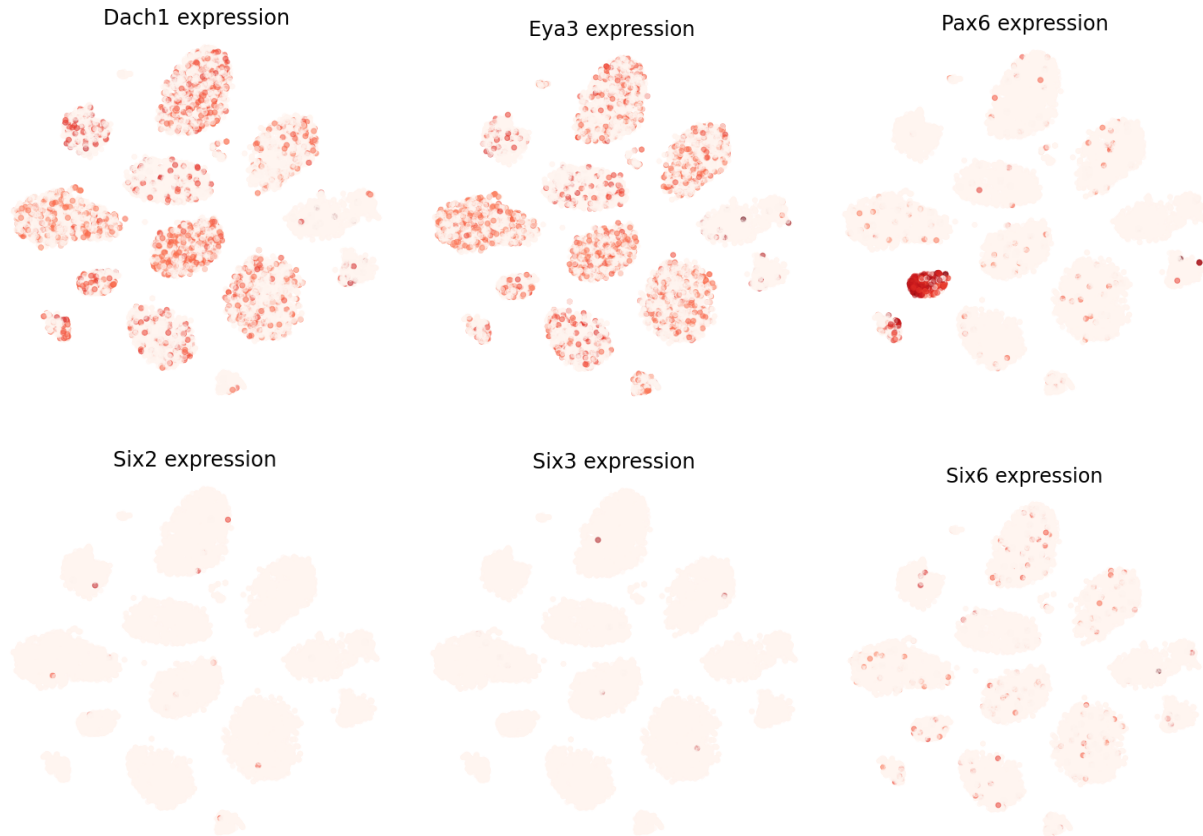 Dach1 expression
Eya3 expression
Pax6 expression
Six2 expression
Six3 expression
Six6 expression